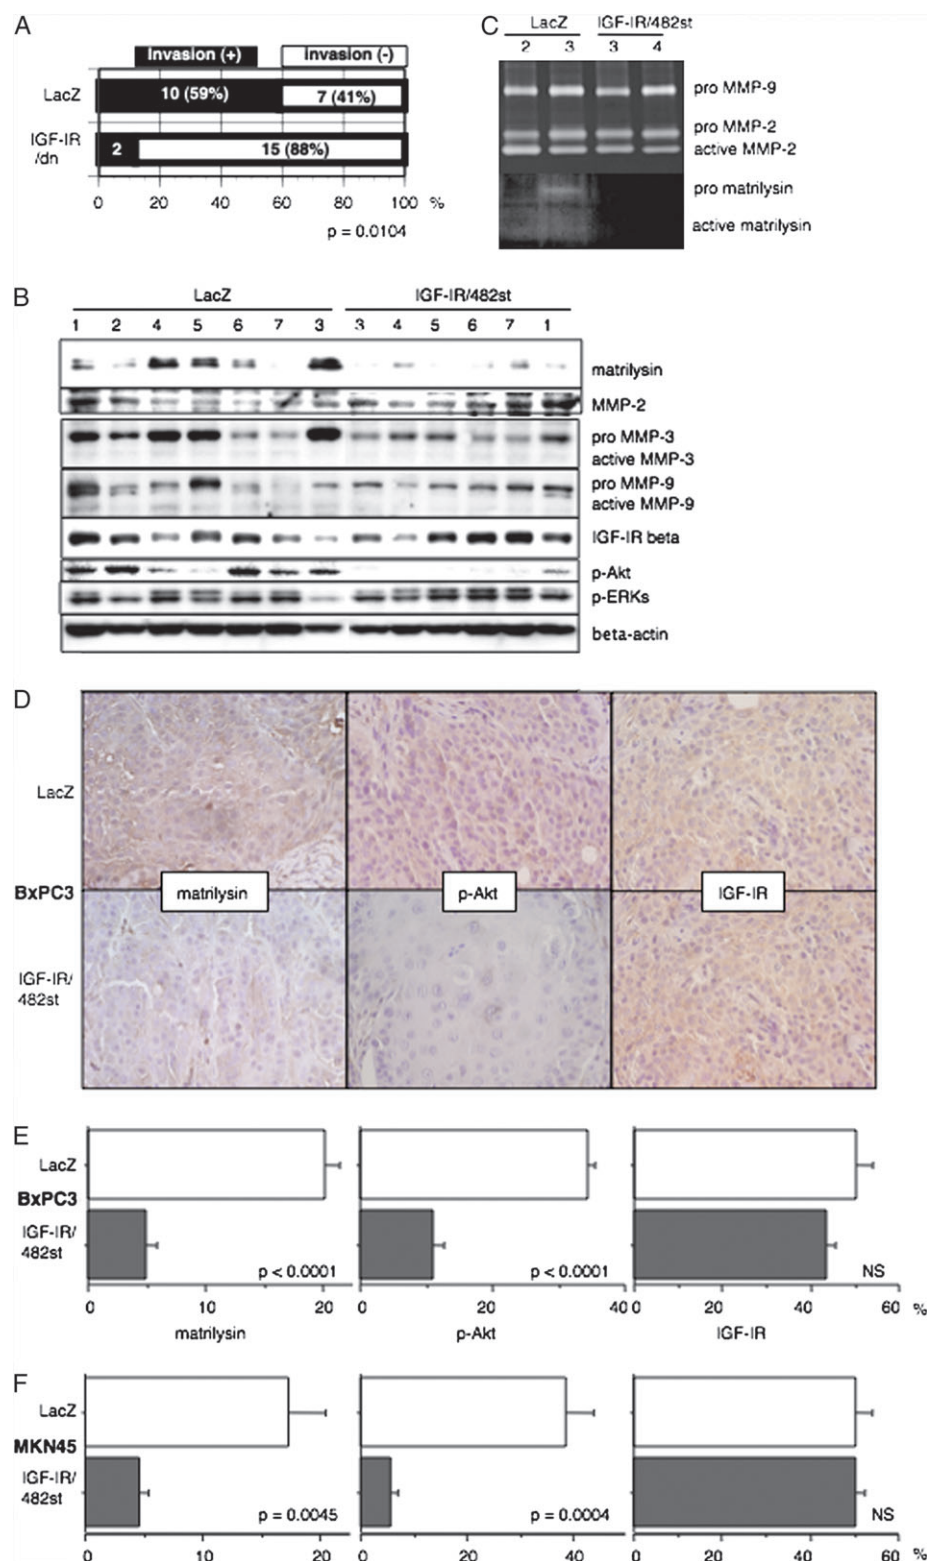 A
Invasion (+) Invasion (-)
LacZ 10 (59%) 7 (41%)
IGF-IR
/dn
2 15 (88%)
0 20 40 60 80 100 %
p = 0.0104
C
LacZ IGF-IR/482st
2 3 3 4
pro MMP-9
pro MMP-2
active MMP-2
pro matrilysin
active matrilysin
B
LacZ IGF-IR/482st
1 2 4 5 6 7 3 3 4 5 6 7 1
matrilysin
MMP-2
pro MMP-3
active MMP-3
pro MMP-9
active MMP-9
IGF-IR beta
p-Akt
p-ERKs
beta-actin
D
LacZ
BxPC3
matrilysin p-Akt IGF-IR
IGF-IR/
482st
E
LacZ
BxPC3
IGF-IR/
482st
p < 0.0001 p < 0.0001 NS
0 10 20 0 20 40 0 20 40 60 %
matrilysin p-Akt IGF-IR
F
LacZ
MKN45
IGF-IR/
482st
p = 0.0045 p = 0.0004 NS
0 10 20 0 20 40 0 20 40 60 %